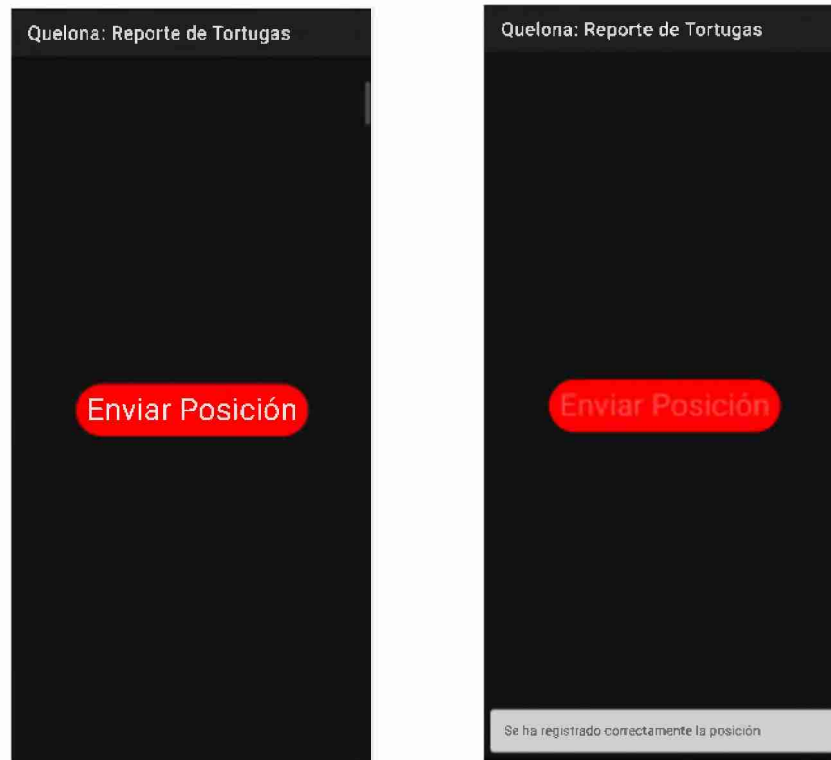 Quelona: Reporte de Tortugas
Enviar Posición
Quelona: Reporte de Tortugas
Enviar Posición
Se ha registrado correctamente la posición